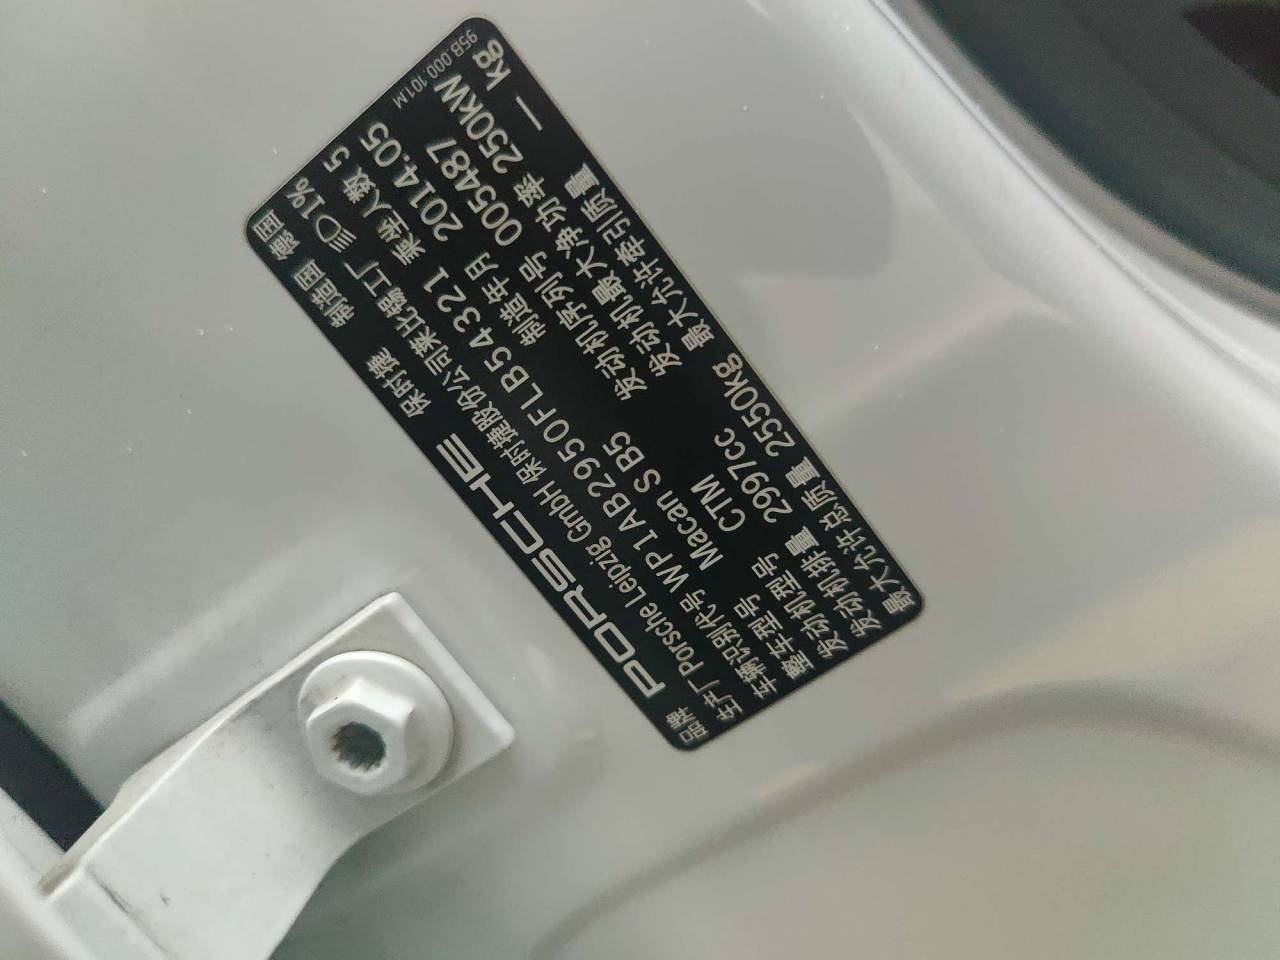 品牌 PORSCHE 保时捷 制造国 德国
生产厂 Porsche Leipzig GmbH 保时捷股份公司莱比锡工厂 1%
车辆识别代号 WP1AB2950FLB54321 乘坐人数 5
整车型号 Macan S B5 制造年月 2014.05
发动机型号 CTM 发动机序列号 005487
发动机排量 2997cc 发动机最大净功率 250kW
最大允许总质量 2550kg 最大允许牵引质量 — kg
95B.000.101.M